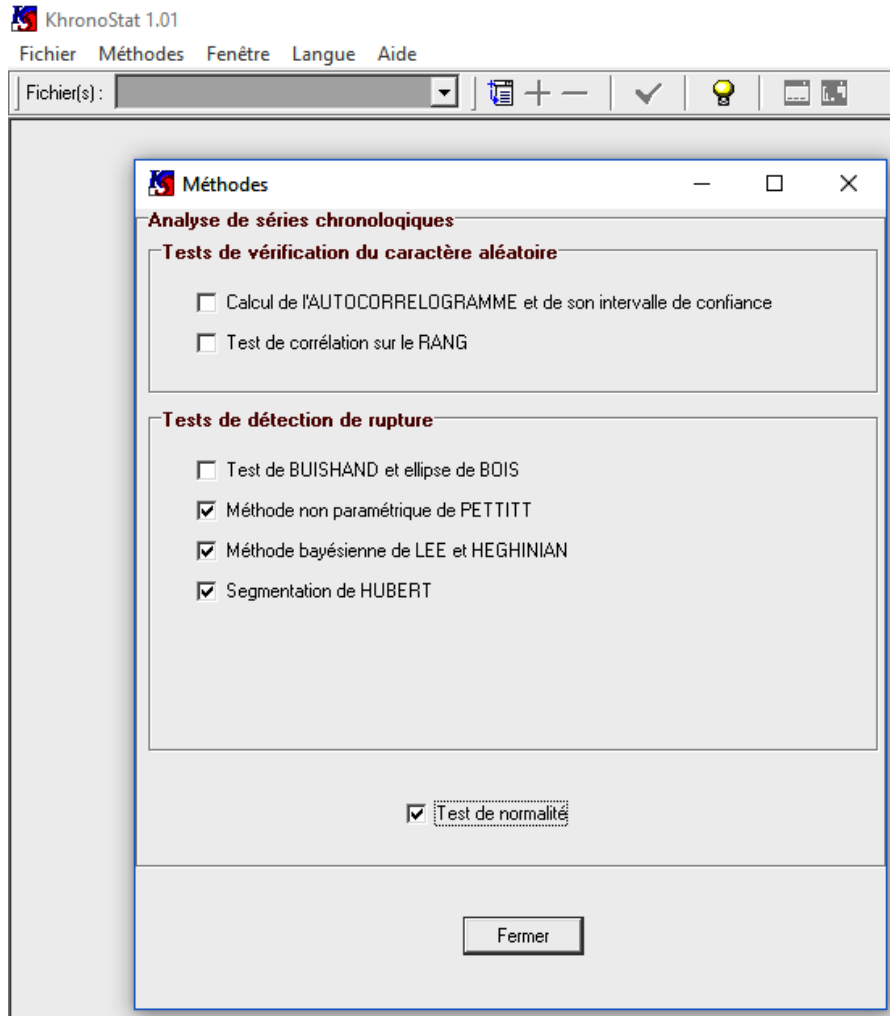 KhronoStat 1.01
Fichier Méthodes Fenêtre Langue Aide
Fichier(s) :
Méthodes
Analyse de séries chronologiques
Tests de vérification du caractère aléatoire
Calcul de l'AUTOCORRELOGRAMME et de son intervalle de confiance
Test de corrélation sur le RANG
Tests de détection de rupture
Test de BUISHAND et ellipse de BOIS
Méthode non paramétrique de PETTITT
Méthode bayésienne de LEE et HEGHINIAN
Segmentation de HUBERT
Test de normalité
Fermer